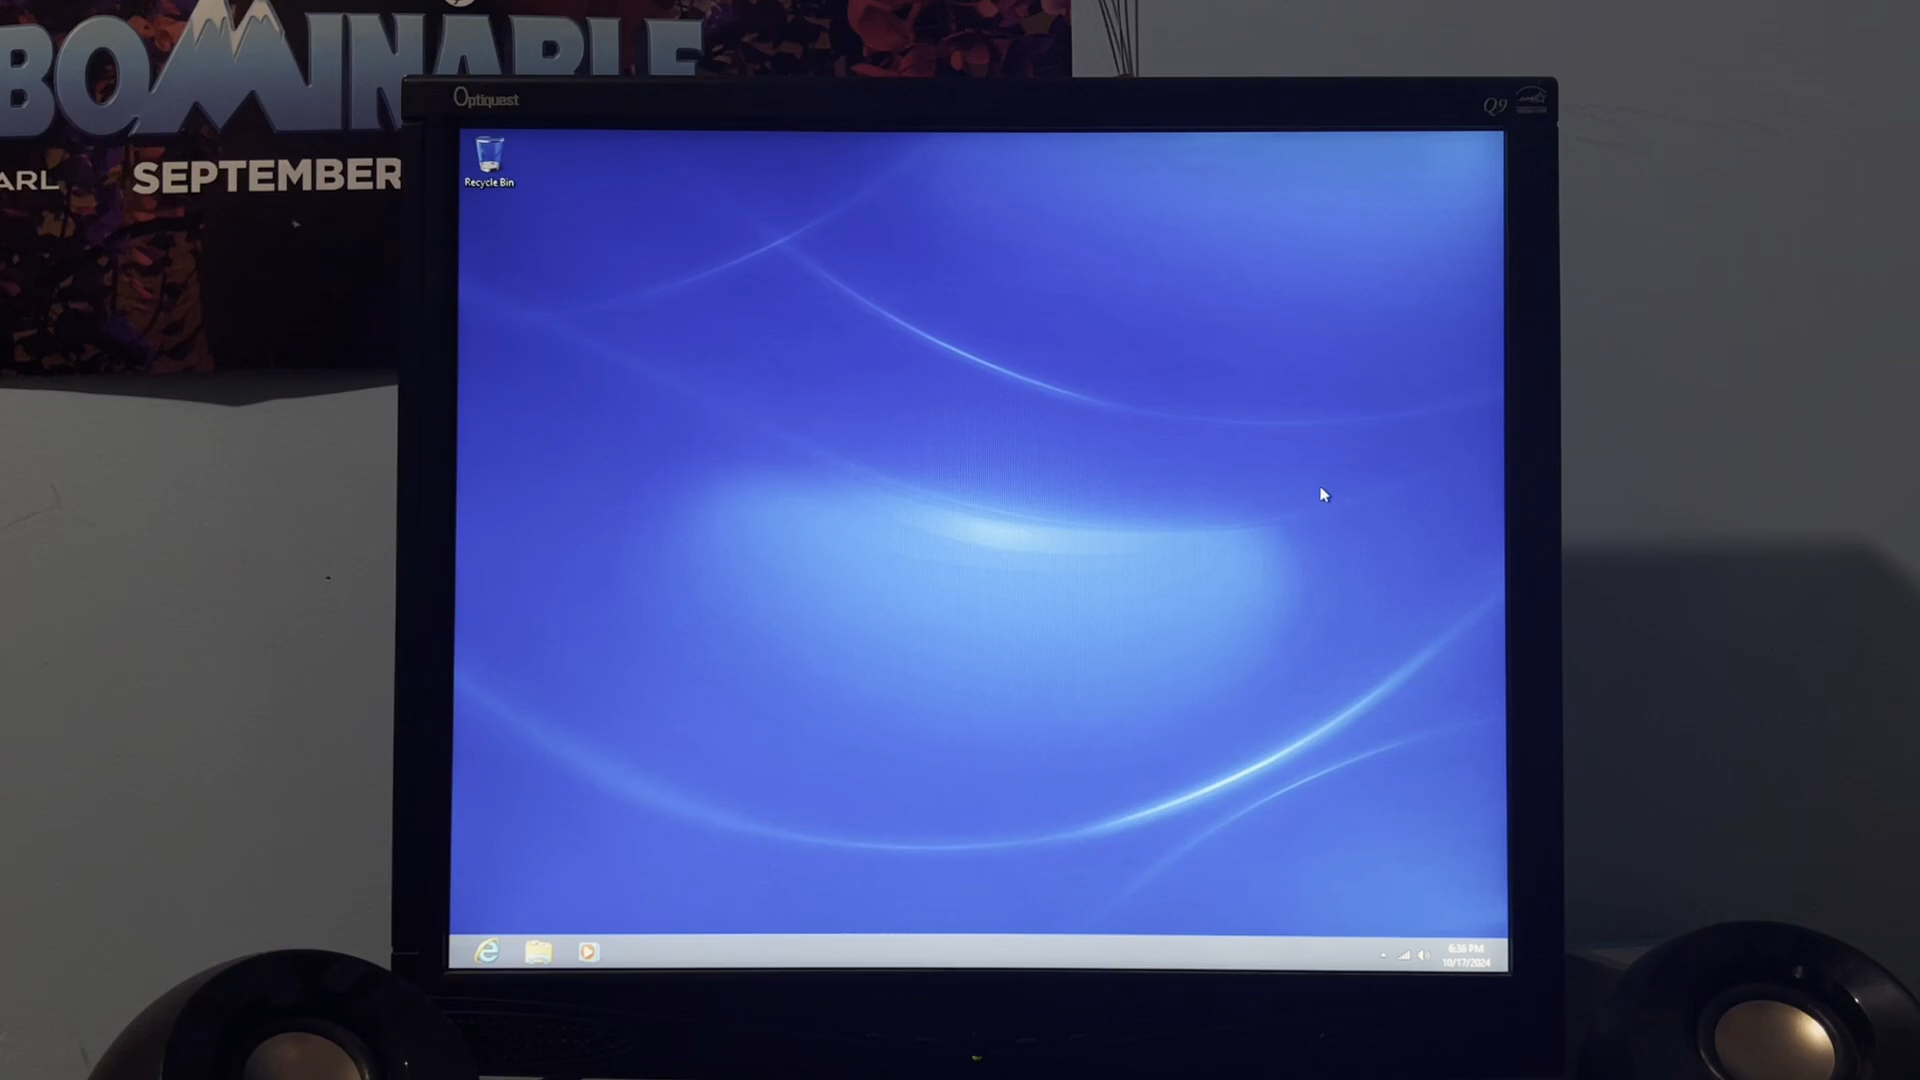 BOMINABLE
ARL
SEPTEMBER
Optiquest
Q9
Recycle Bin
6:36 PM
10/17/2024